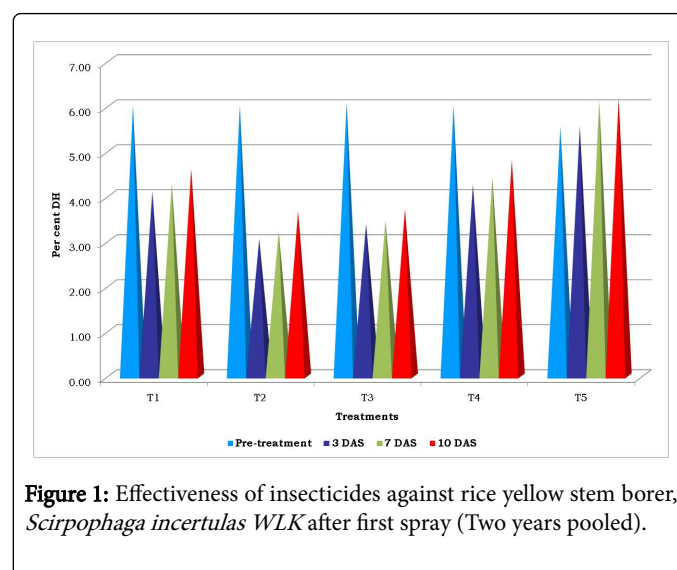 7.00
6.00
5.00
4.00
3.00
2.00
1.00
0.00
Per cent DH
T1 T2 T3 T4 T5
Treatments
Pre-treatment 3 DAS 7 DAS 10 DAS
Figure 1: Effectiveness of insecticides against rice yellow stem borer,
Scirpophaga incertulas WLK after first spray (Two years pooled).